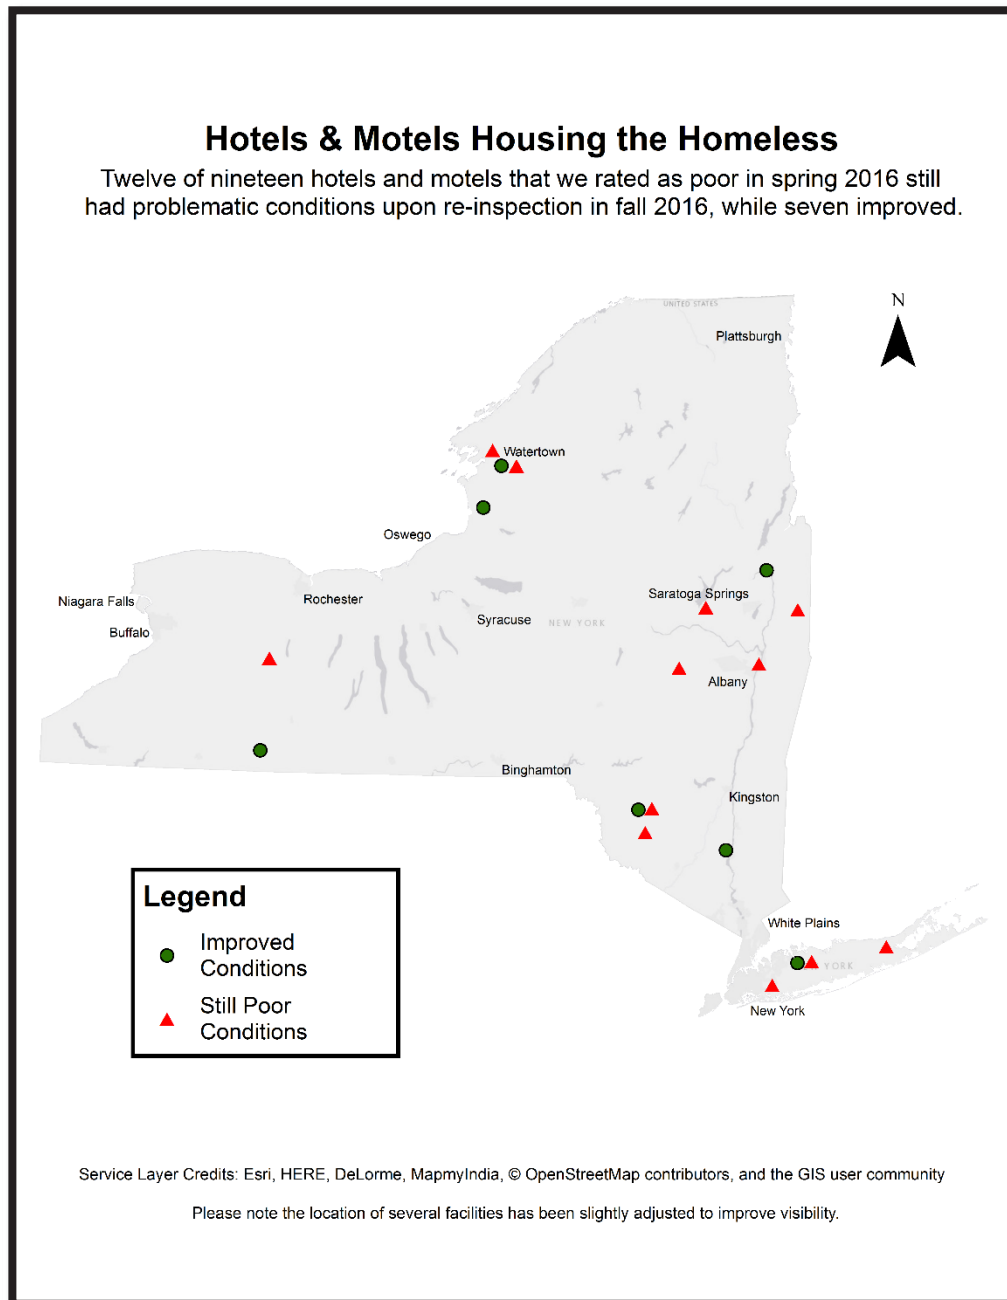 Hotels & Motels Housing the Homeless
Twelve of nineteen hotels and motels that we rated as poor in spring 2016 still
had problematic conditions upon re-inspection in fall 2016, while seven improved.
N
UNITED STATES
Plattsburgh
Watertown
Oswego
Saratoga Springs
Rochester
Niagara Falls
Syracuse
NEW YORK
Buffalo
Albany
Binghamton
Kingston
Legend
Improved
Conditions
Still Poor
Conditions
White Plains
YORK
New York
Service Layer Credits: Esri, HERE, DeLorme, MapmyIndia, © OpenStreetMap contributors, and the GIS user community
Please note the location of several facilities has been slightly adjusted to improve visibility.